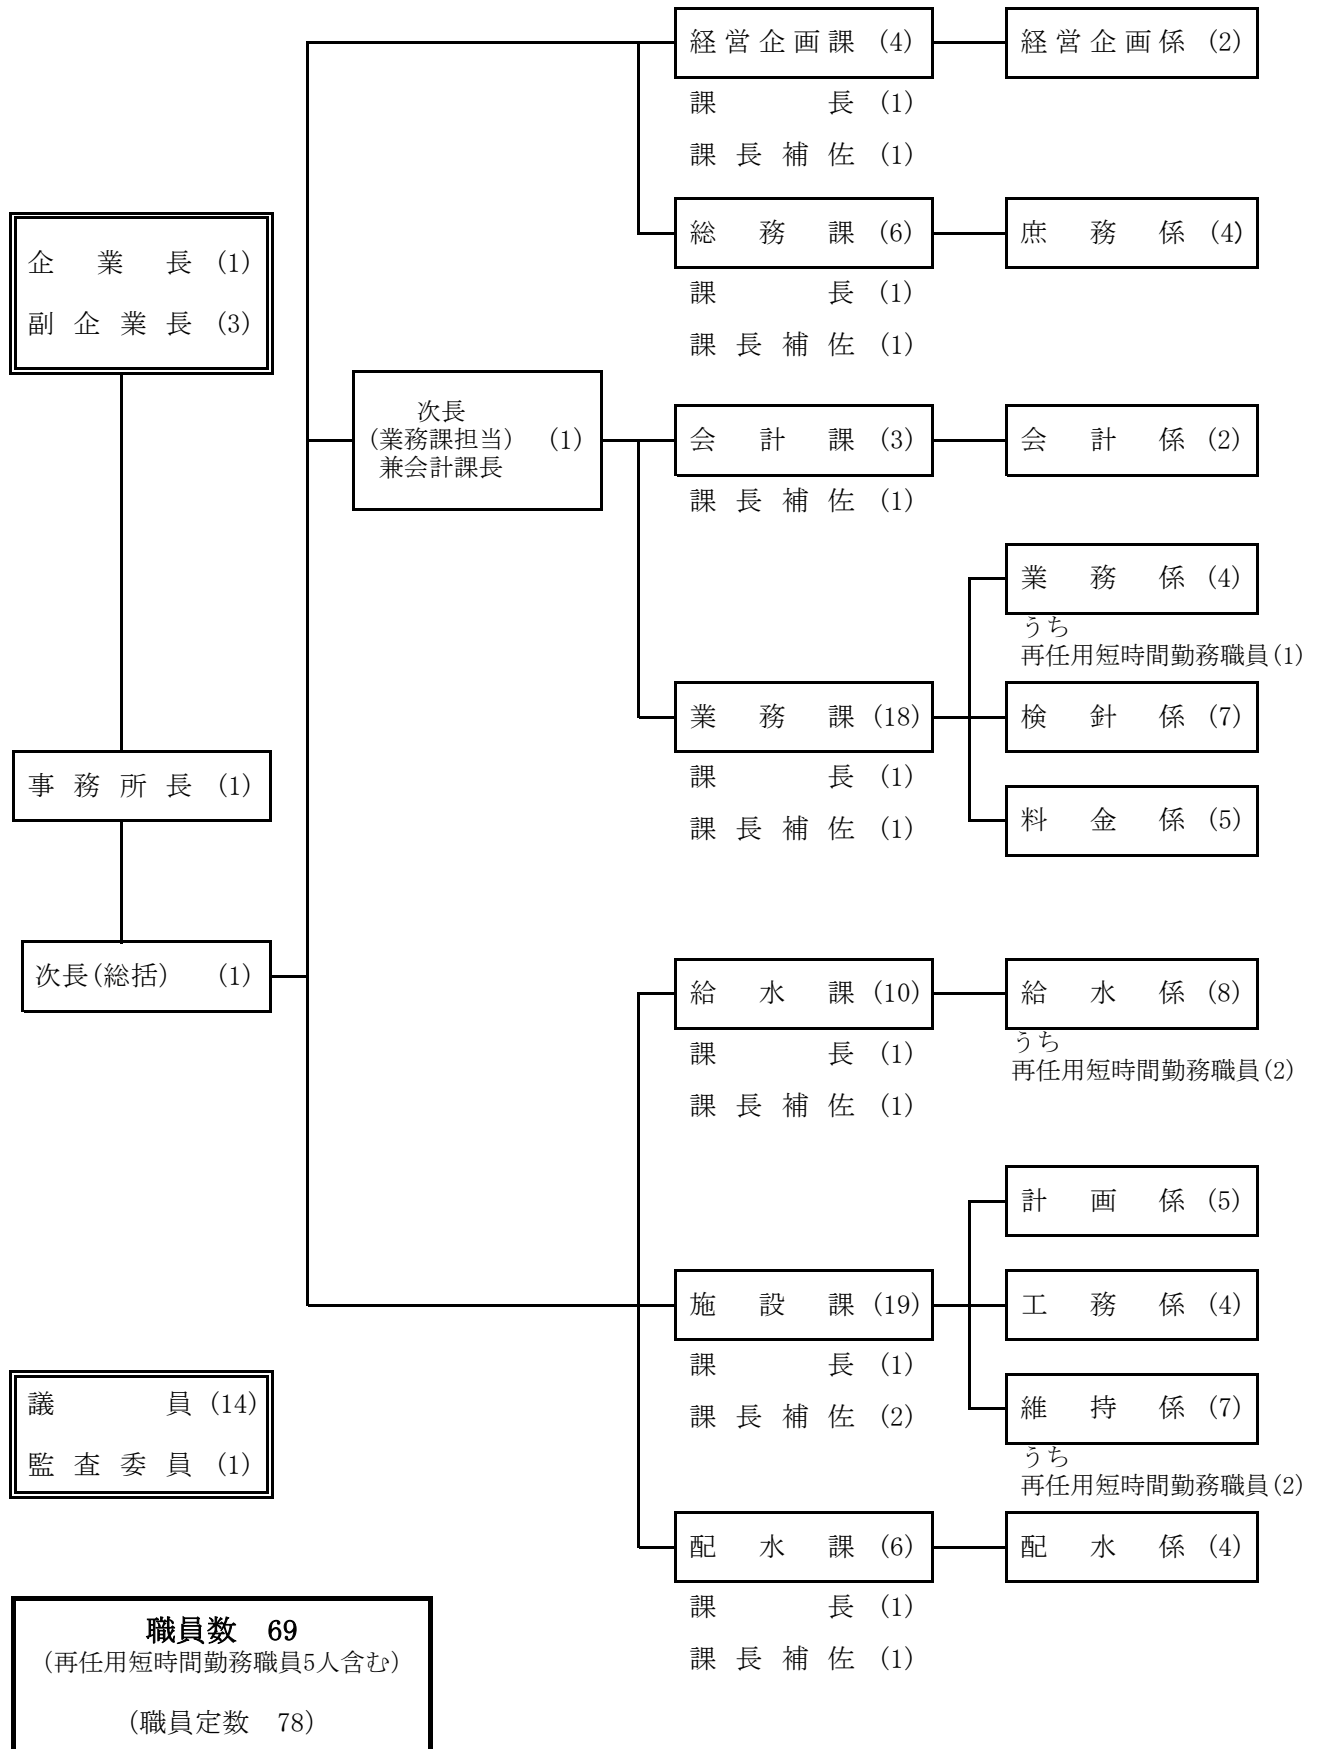 経営企画課 (4)
経営企画係 (2)
課長 (1)
課長補佐 (1)
総務課 (6)
庶務係 (4)
課長 (1)
課長補佐 (1)
企業長 (1)
副企業長 (3)
次長
(業務課担当) (1)
兼会計課長
会計課 (3)
会計係 (2)
課長補佐 (1)
業務係 (4)
うち
再任用短時間勤務職員(1)
業務課 (18)
検針係 (7)
課長 (1)
課長補佐 (1)
料金係 (5)
事務所長 (1)
次長(総括) (1)
給水課 (10)
給水係 (8)
うち
再任用短時間勤務職員(2)
課長 (1)
課長補佐 (1)
計画係 (5)
施設課 (19)
工務係 (4)
課長 (1)
課長補佐 (2)
維持係 (7)
うち
再任用短時間勤務職員(2)
議員 (14)
監査委員 (1)
配水課 (6)
配水係 (4)
課長 (1)
課長補佐 (1)
職員数 69
(再任用短時間勤務職員5人含む)
(職員定数 78)